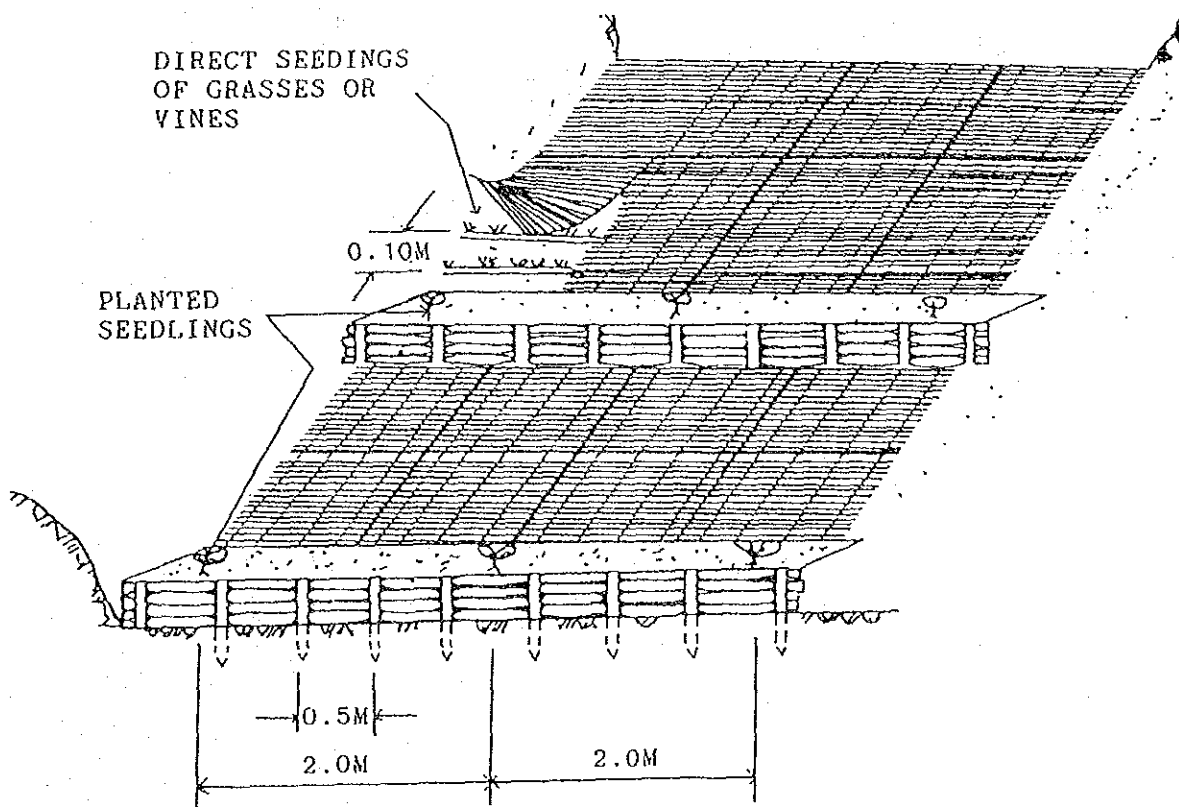 DIRECT SEEDINGS
OF GRASSES OR
VINES
0.10M
PLANTED
SEEDLINGS
0.5M
2.0M
2.0M